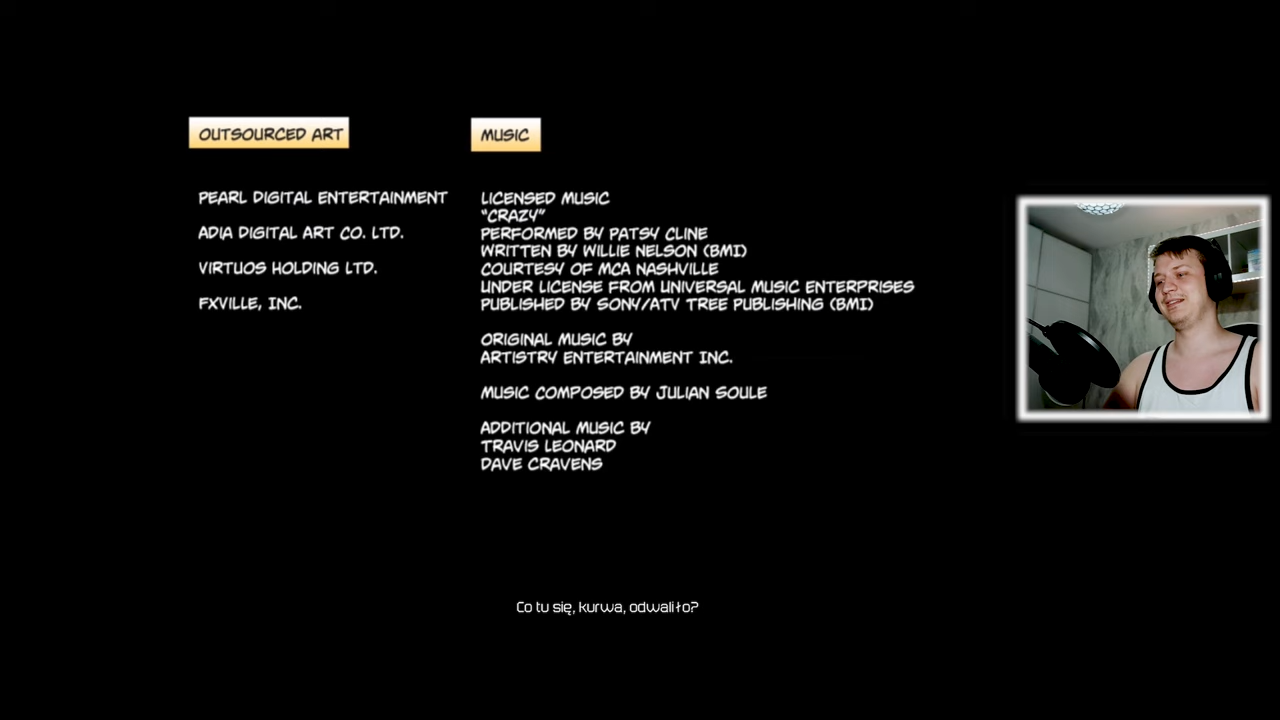 OUTSOURCED ART
PEARL DIGITAL ENTERTAINMENT
ADIA DIGITAL ART CO. LTD.
VIRTUOS HOLDING LTD.
FXVILLE, INC.
MUSIC
LICENSED MUSIC
"CRAZY"
PERFORMED BY PATSY CLINE
WRITTEN BY WILLIE NELSON (BMI)
COURTESY OF MCA NASHVILLE
UNDER LICENSE FROM UNIVERSAL MUSIC ENTERPRISES
PUBLISHED BY SONY/ATV TREE PUBLISHING (BMI)
ORIGINAL MUSIC BY
ARTISTRY ENTERTAINMENT INC.
MUSIC COMPOSED BY JULIAN SOULE
ADDITIONAL MUSIC BY
TRAVIS LEONARD
DAVE CRAVENS
Co tu się, kurwa, odwaliło?